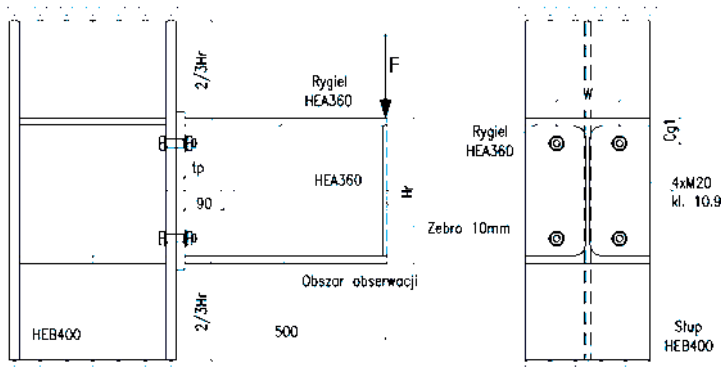 2/3Hr
F
Rygiel
HEA360
tp
90
HEA360
Hr
Obszar obserwacji
2/3Hr
HEB400
500
W
Cg1
Rygiel
HEA360
4xM20
kl. 10.9
Zebro 10mm
Słup
HEB400